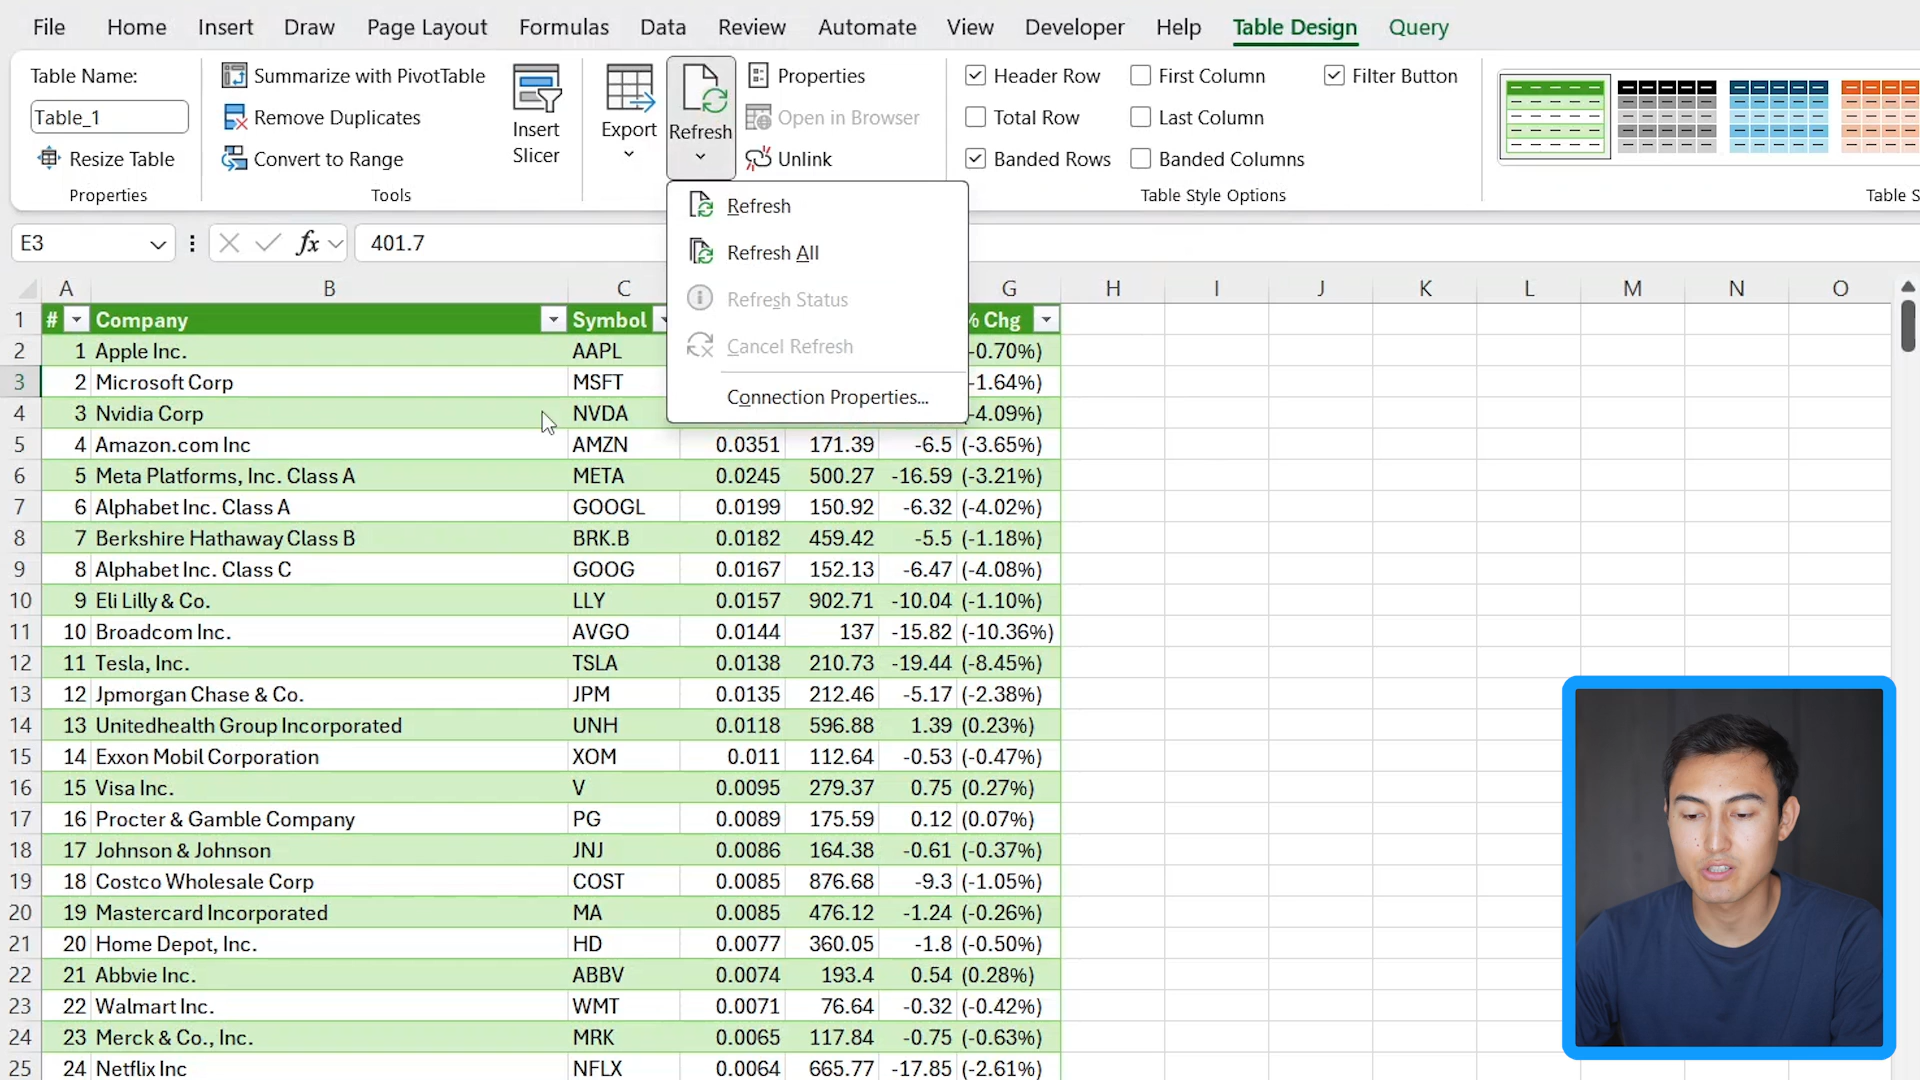 File Home Insert Draw Page Layout Formulas Data Review View Automate Developer Help Table Design Query
Table Name:
Table_1
Resize Table
Properties
Summarize with PivotTable
Remove Duplicates
Convert to Range
Tools
Insert
Slicer
Export
Refresh
Properties
Open in Browser
Unlink
Header Row
Total Row
Banded Rows
First Column
Last Column
Banded Columns
Filter Button
Table Style Options
Table S
Refresh
Refresh All
Refresh Status
Cancel Refresh
Connection Properties...
E3 fx 401.7
A B C G H I J K L M N O
1 # Company Symbol % Chg
2 1 Apple Inc. AAPL -0.70%)
3 2 Microsoft Corp MSFT -1.64%)
4 3 Nvidia Corp NVDA -4.09%)
5 4 Amazon.com Inc AMZN 0.0351 171.39 -6.5 (-3.65%)
6 5 Meta Platforms, Inc. Class A META 0.0245 500.27 -16.59 (-3.21%)
7 6 Alphabet Inc. Class A GOOGL 0.0199 150.92 -6.32 (-4.02%)
8 7 Berkshire Hathaway Class B BRK.B 0.0182 459.42 -5.5 (-1.18%)
9 8 Alphabet Inc. Class C GOOG 0.0167 152.13 -6.47 (-4.08%)
10 9 Eli Lilly & Co. LLY 0.0157 902.71 -10.04 (-1.10%)
11 10 Broadcom Inc. AVGO 0.0144 137 -15.82 (-10.36%)
12 11 Tesla, Inc. TSLA 0.0138 210.73 -19.44 (-8.45%)
13 12 Jpmorgan Chase & Co. JPM 0.0135 212.46 -5.17 (-2.38%)
14 13 Unitedhealth Group Incorporated UNH 0.0118 596.88 1.39 (0.23%)
15 14 Exxon Mobil Corporation XOM 0.011 112.64 -0.53 (-0.47%)
16 15 Visa Inc. V 0.0095 279.37 0.75 (0.27%)
17 16 Procter & Gamble Company PG 0.0089 175.59 0.12 (0.07%)
18 17 Johnson & Johnson JNJ 0.0086 164.38 -0.61 (-0.37%)
19 18 Costco Wholesale Corp COST 0.0085 876.68 -9.3 (-1.05%)
20 19 Mastercard Incorporated MA 0.0085 476.12 -1.24 (-0.26%)
21 20 Home Depot, Inc. HD 0.0077 360.05 -1.8 (-0.50%)
22 21 Abbvie Inc. ABBV 0.0074 193.4 0.54 (0.28%)
23 22 Walmart Inc. WMT 0.0071 76.64 -0.32 (-0.42%)
24 23 Merck & Co., Inc. MRK 0.0065 117.84 -0.75 (-0.63%)
25 24 Netflix Inc NFLX 0.0064 665.77 -17.85 (-2.61%)